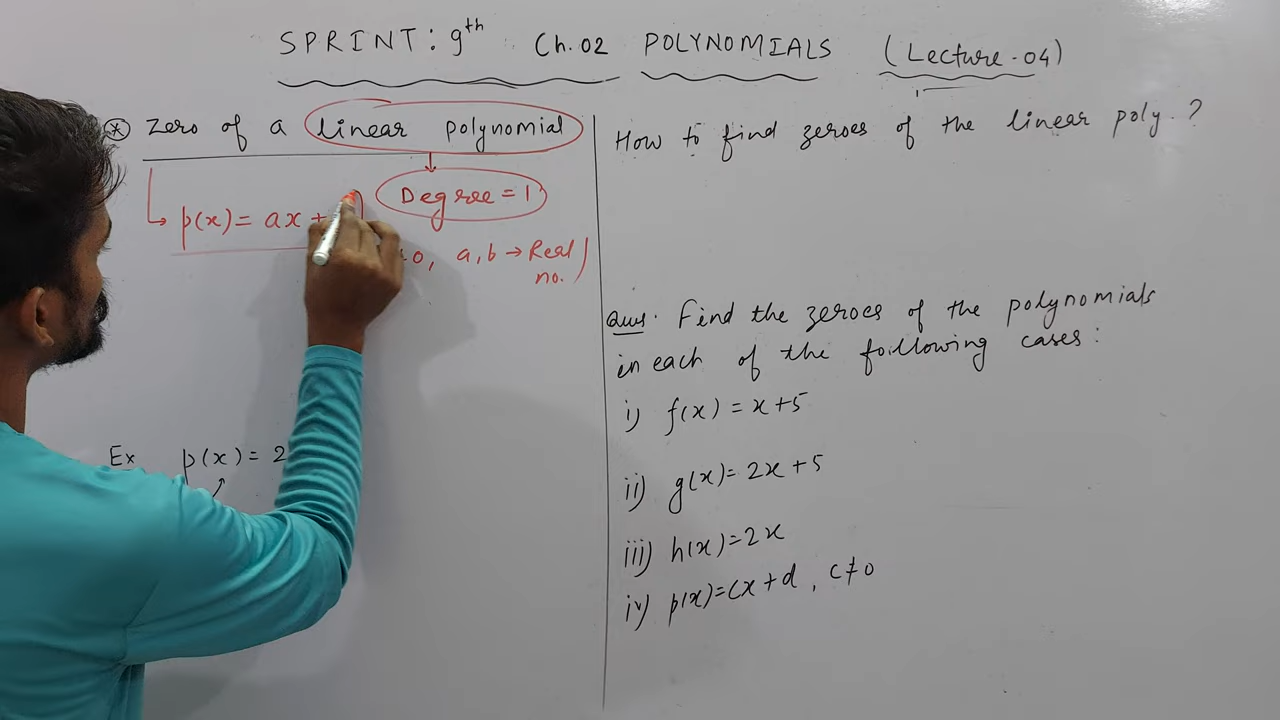 SPRINT: 9th Ch. 02 POLYNOMIALS (Lecture-04)
* Zero of a linear polynomial
Degree = 1
p(x) = ax +
0, a, b → Real
no.)
Ex p(x) = 2
How to find zeroes of the linear poly. ?
Ques. Find the zeroes of the polynomials
in each of the following cases:
i) f(x) = x+5
ii) g(x) = 2x+5
iii) h(x) = 2x
iv) p(x) = cx + d, c≠0